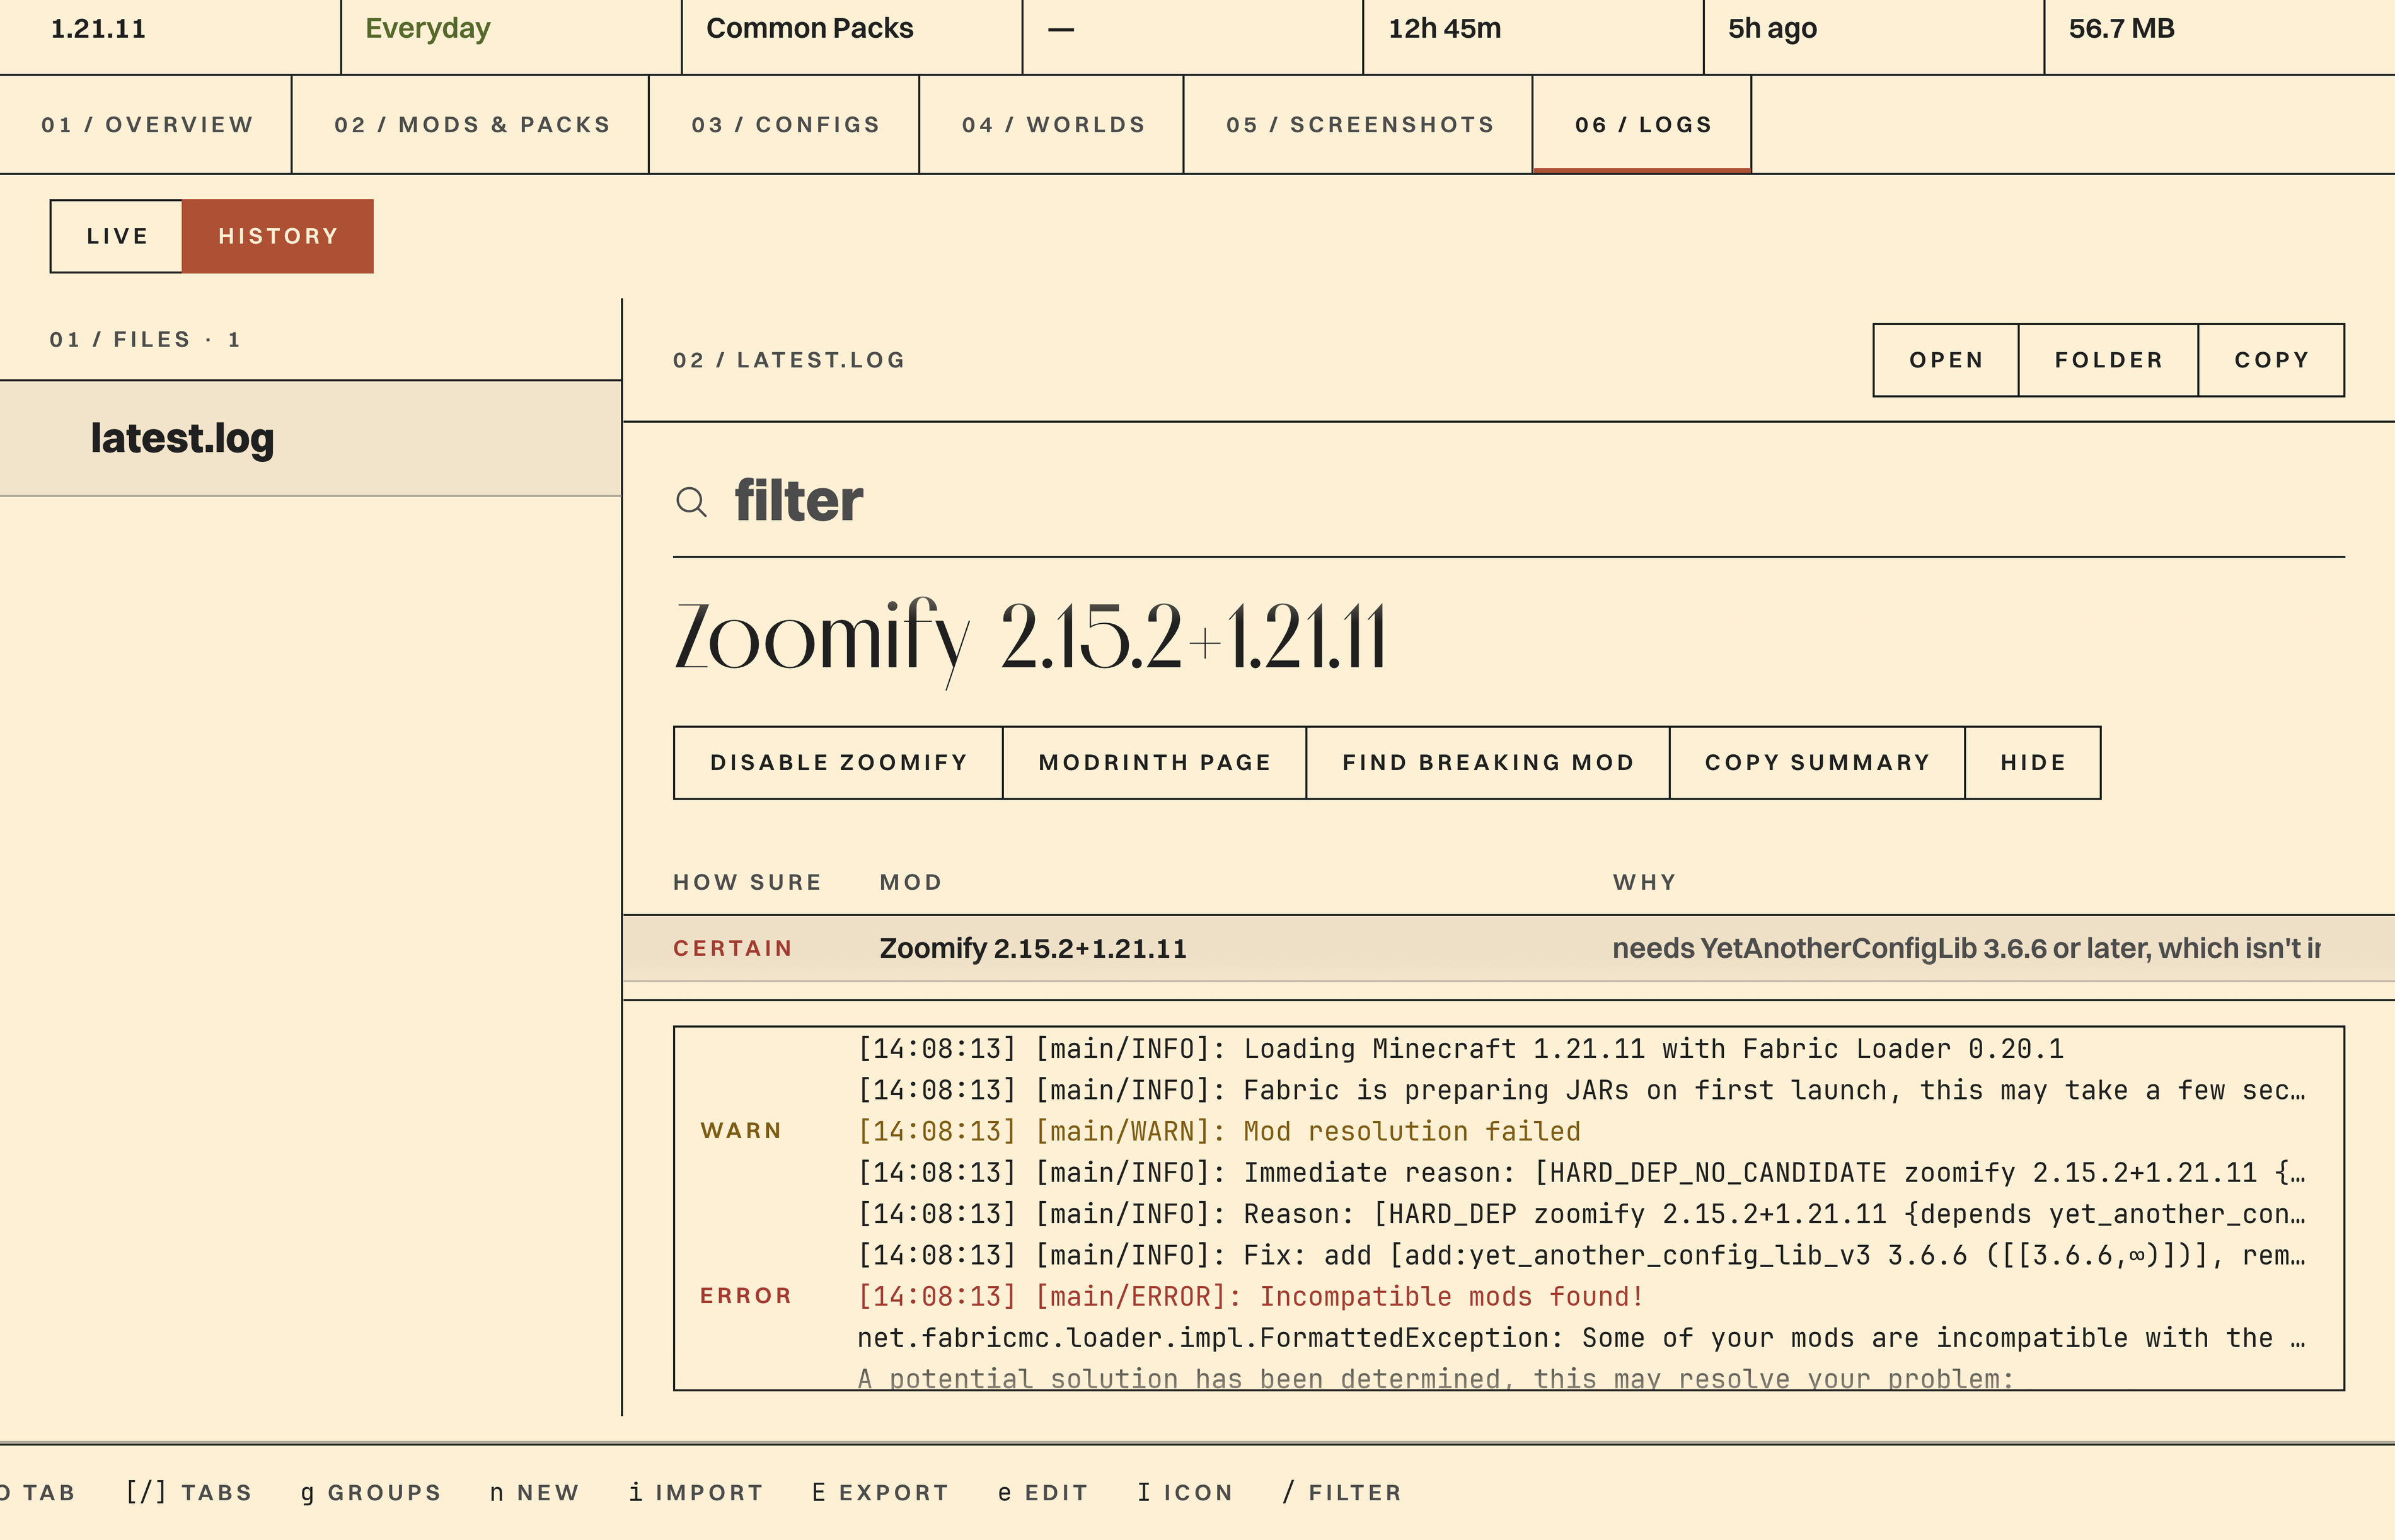 1.21.11 Everyday Common Packs — 12h 45m 5h ago 56.7 MB
01 / OVERVIEW 02 / MODS & PACKS 03 / CONFIGS 04 / WORLDS 05 / SCREENSHOTS 06 / LOGS
LIVE HISTORY
01 / FILES · 1
latest.log
02 / LATEST.LOG
OPEN FOLDER COPY
filter
Zoomify 2.15.2+1.21.11
DISABLE ZOOMIFY MODRINTH PAGE FIND BREAKING MOD COPY SUMMARY HIDE
HOW SURE MOD WHY
CERTAIN Zoomify 2.15.2+1.21.11 needs YetAnotherConfigLib 3.6.6 or later, which isn't
[14:08:13] [main/INFO]: Loading Minecraft 1.21.11 with Fabric Loader 0.20.1
[14:08:13] [main/INFO]: Fabric is preparing JARs on first launch, this may take a few sec…
WARN [14:08:13] [main/WARN]: Mod resolution failed
[14:08:13] [main/INFO]: Immediate reason: [HARD_DEP_NO_CANDIDATE zoomify 2.15.2+1.21.11 {…
[14:08:13] [main/INFO]: Reason: [HARD_DEP zoomify 2.15.2+1.21.11 {depends yet_another_con…
[14:08:13] [main/INFO]: Fix: add [add:yet_another_config_lib_v3 3.6.6 ([[3.6.6,∞)])], rem…
ERROR [14:08:13] [main/ERROR]: Incompatible mods found!
net.fabricmc.loader.impl.FormattedException: Some of your mods are incompatible with the …
A potential solution has been determined, this may resolve your problem:
TAB [/] TABS g GROUPS n NEW i IMPORT E EXPORT e EDIT I ICON / FILTER